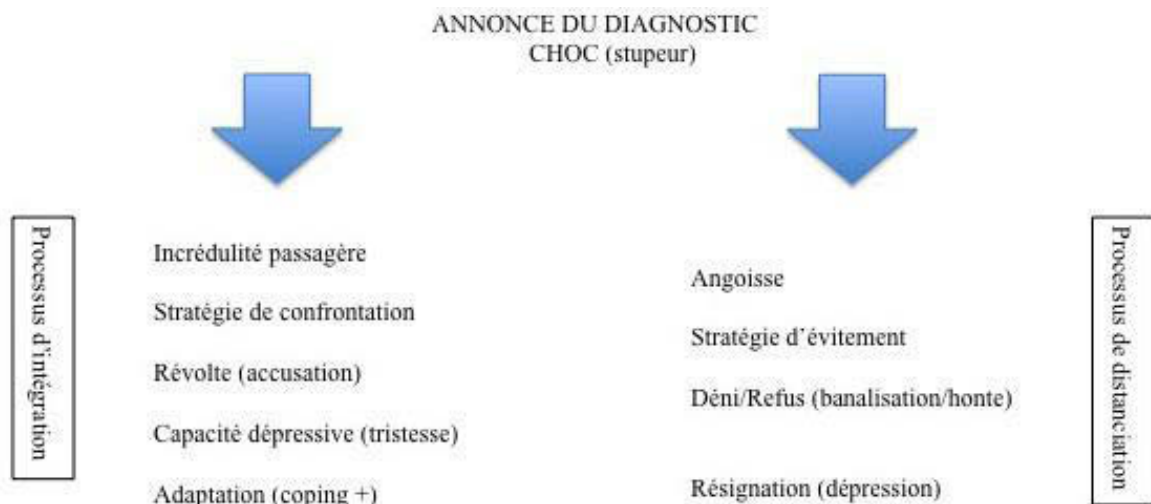 ANNONCE DU DIAGNOSTIC
CHOC (stupeur)
Processus d'intégration
Incrédulité passagère
Stratégie de confrontation
Révolte (accusation)
Capacité dépressive (tristesse)
Adaptation (coping +)
Angoisse
Stratégie d'évitement
Déni/Refus (banalisation/honte)
Résignation (dépression)
Processus de distanciation